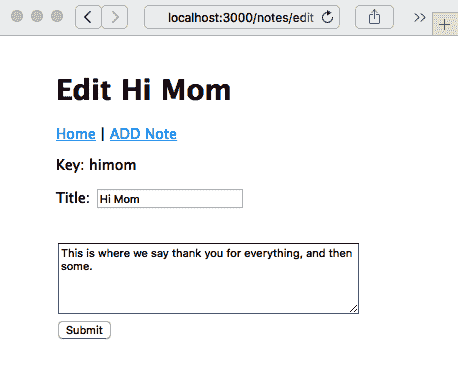 localhost:3000/notes/edit
Edit Hi Mom
Home | ADD Note
Key: himom
Title: Hi Mom
This is where we say thank you for everything, and then
some.
Submit